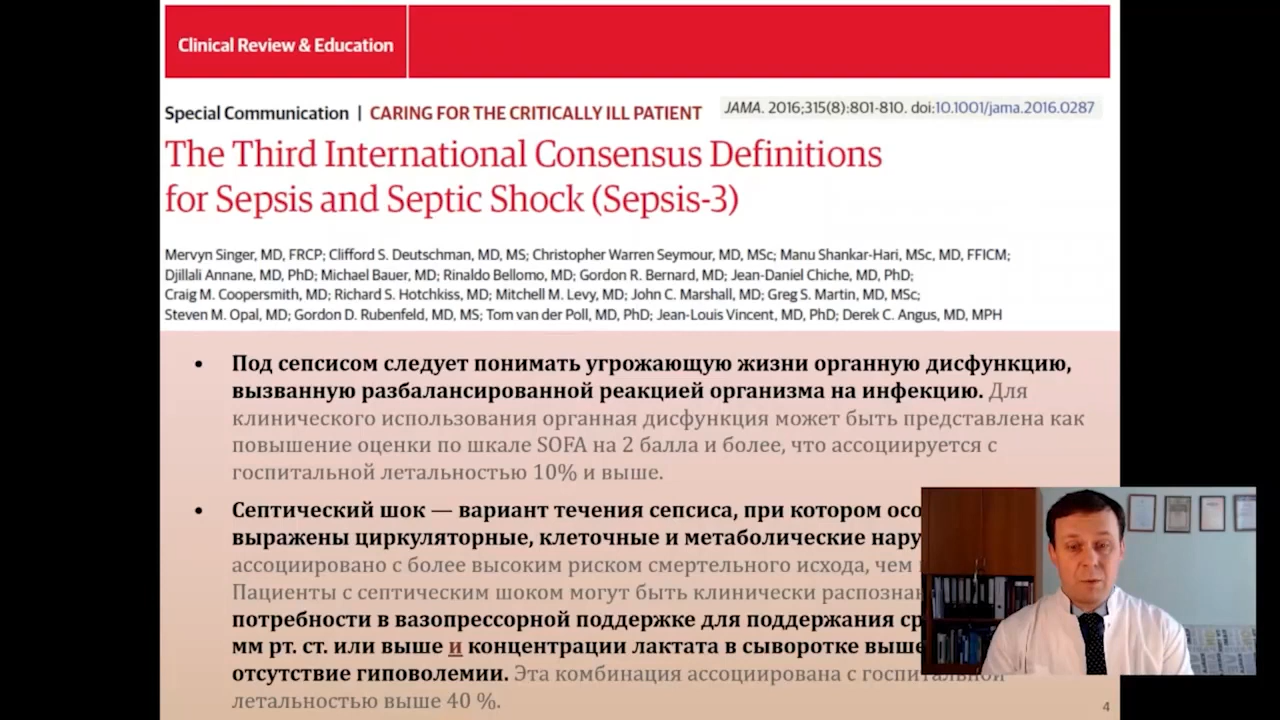 Clinical Review & Education
Special Communication | CARING FOR THE CRITICALLY ILL PATIENT
JAMA. 2016;315(8):801-810. doi:10.1001/jama.2016.0287
The Third International Consensus Definitions
for Sepsis and Septic Shock (Sepsis-3)
Mervyn Singer, MD, FRCP; Clifford S. Deutschman, MD, MS; Christopher Warren Seymour, MD, MSc; Manu Shankar-Hari, MSc, MD, FFICM;
Djillali Annane, MD, PhD; Michael Bauer, MD; Rinaldo Bellomo, MD; Gordon R. Bernard, MD; Jean-Daniel Chiche, MD, PhD;
Craig M. Coopersmith, MD; Richard S. Hotchkiss, MD; Mitchell M. Levy, MD; John C. Marshall, MD; Greg S. Martin, MD, MSc;
Steven M. Opal, MD; Gordon D. Rubenfeld, MD, MS; Tom van der Poll, MD, PhD; Jean-Louis Vincent, MD, PhD; Derek C. Angus, MD, MPH
• Под сепсисом следует понимать угрожающую жизни органную дисфункцию,
вызванную разбалансированной реакцией организма на инфекцию. Для
клинического использования органная дисфункция может быть представлена как
повышение оценки по шкале SOFA на 2 балла и более, что ассоциируется с
госпитальной летальностью 10% и выше.
• Септический шок — вариант течения сепсиса, при котором осо
выражены циркуляторные, клеточные и метаболические нару
ассоциировано с более высоким риском смертельного исхода, чем
Пациенты с септическим шоком могут быть клинически распознан
потребности в вазопрессорной поддержке для поддержания ср
мм рт. ст. или выше и концентрации лактата в сыворотке выше
отсутствие гиповолемии. Эта комбинация ассоциирована с госпитальной
летальностью выше 40 %.
4